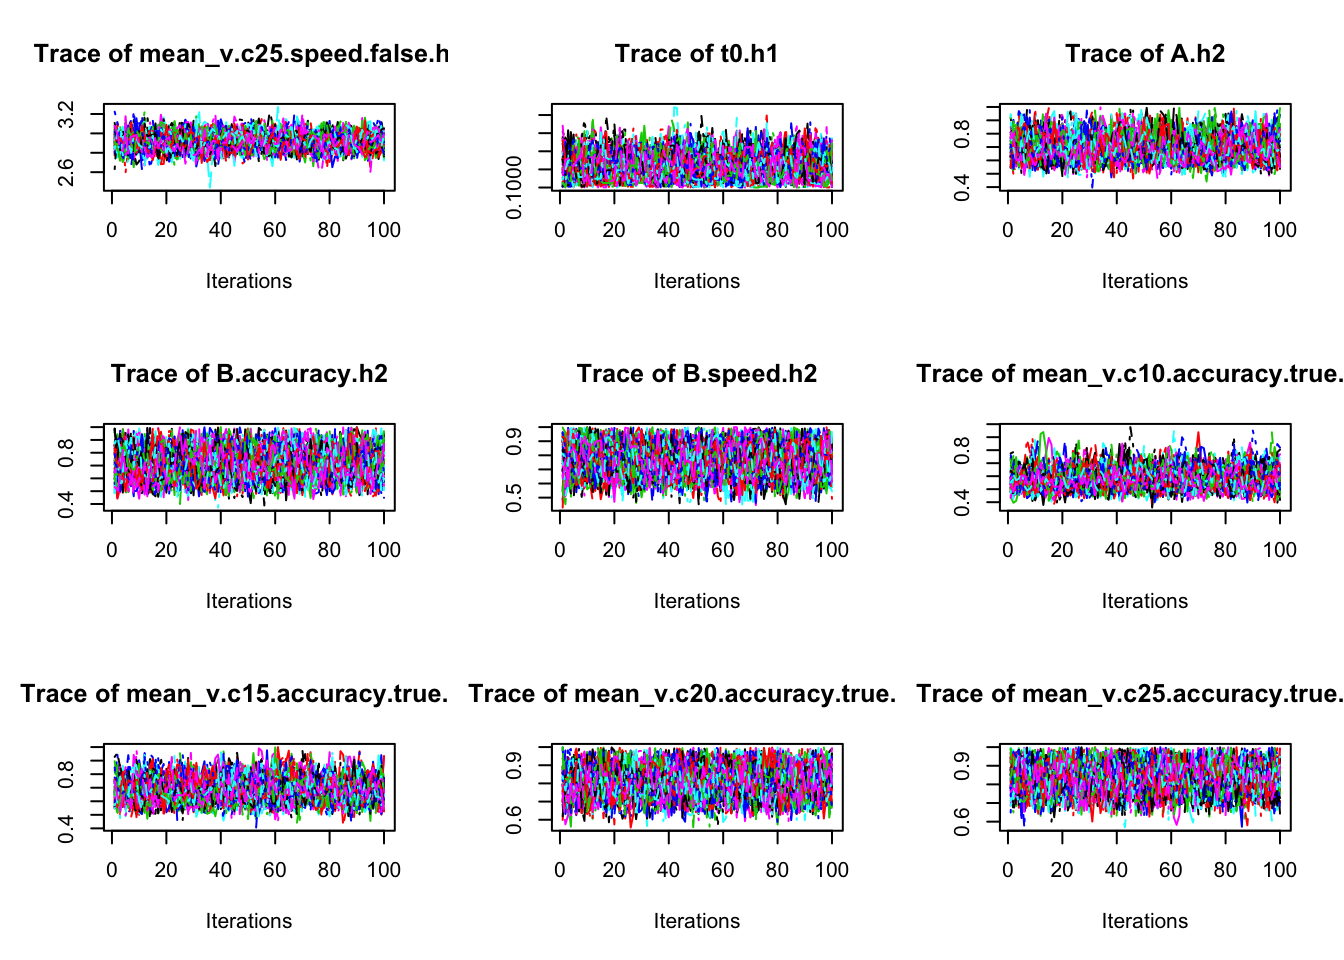 Trace of mean_v.c25.speed.false.h
Trace of t0.h1
Trace of A.h2
3.2
2.6
0 20 40 60 80 100
Iterations
0.1000
0 20 40 60 80 100
Iterations
0.8
0.4
0 20 40 60 80 100
Iterations
Trace of B.accuracy.h2
Trace of B.speed.h2
Trace of mean_v.c10.accuracy.true.
0.8
0.4
0 20 40 60 80 100
Iterations
0.9
0.5
0 20 40 60 80 100
Iterations
0.8
0.4
0 20 40 60 80 100
Iterations
Trace of mean_v.c15.accuracy.true.
Trace of mean_v.c20.accuracy.true.
Trace of mean_v.c25.accuracy.true.
0.8
0.4
0 20 40 60 80 100
Iterations
0.9
0.6
0 20 40 60 80 100
Iterations
0.9
0.6
0 20 40 60 80 100
Iterations